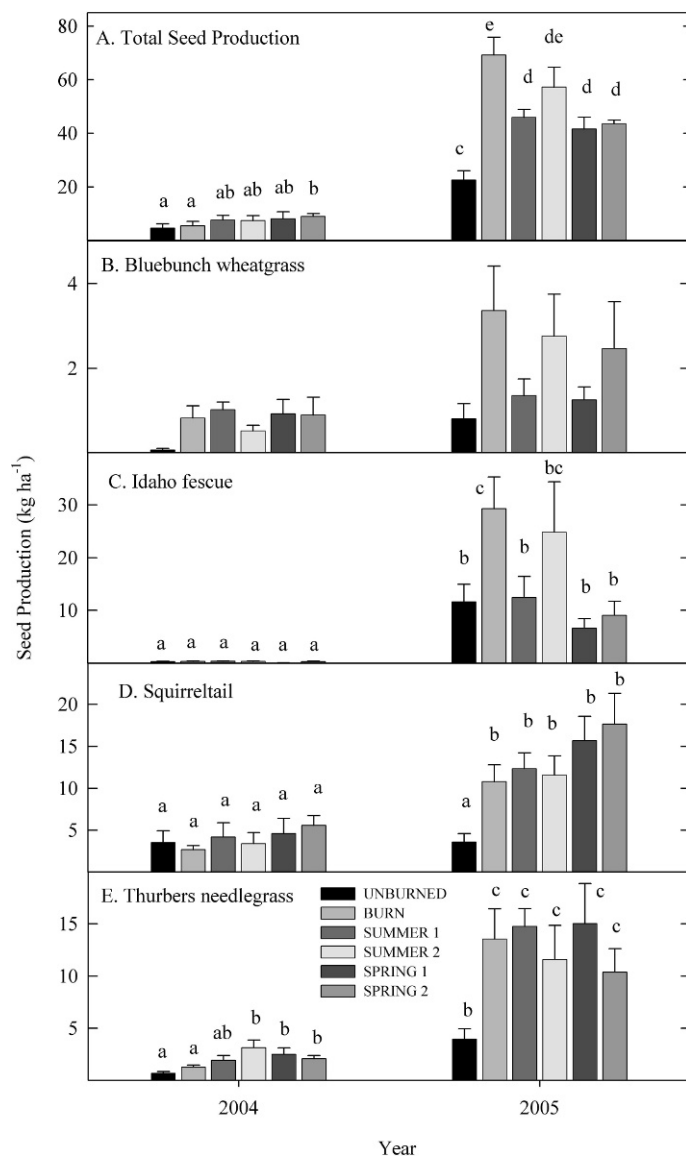 A. Total Seed Production
80
60
40
20
a a ab ab ab b
c e d de d d
B. Bluebunch wheatgrass
4
2
C. Idaho fescue
30
20
10
a a a a a a
b c b bc b b
D. Squirreltail
20
15
10
5
a a a a a a
a b b b b b
E. Thurbers needlegrass
15
10
5
a a ab b b b
b c c c c c
UNBURNED
BURN
SUMMER 1
SUMMER 2
SPRING 1
SPRING 2
2004 2005
Year
Seed Production (kg ha⁻¹)